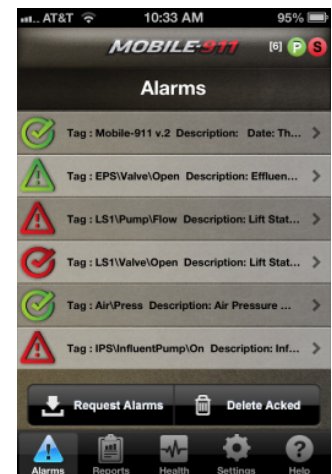 AT&T 10:33 AM 95%
MOBILE-911 [6] P S
Alarms
Tag : Mobile-911 v.2 Description: Date: Th...
Tag : EPS\Valve\Open Description: Effluen...
Tag : LS1\Pump\Flow Description: Lift Stat...
Tag : LS1\Valve\Open Description: Lift Stat...
Tag : Air\Press Description: Air Pressure ...
Tag : IPS\InfluentPump\On Description: Inf...
Request Alarms Delete Acked
Alarms Reports Health Settings Help